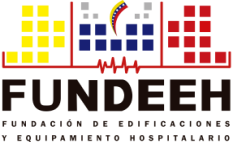 FUNDEEH
FUNDACIÓN DE EDIFICACIONES
Y EQUIPAMIENTO HOSPITALARIO